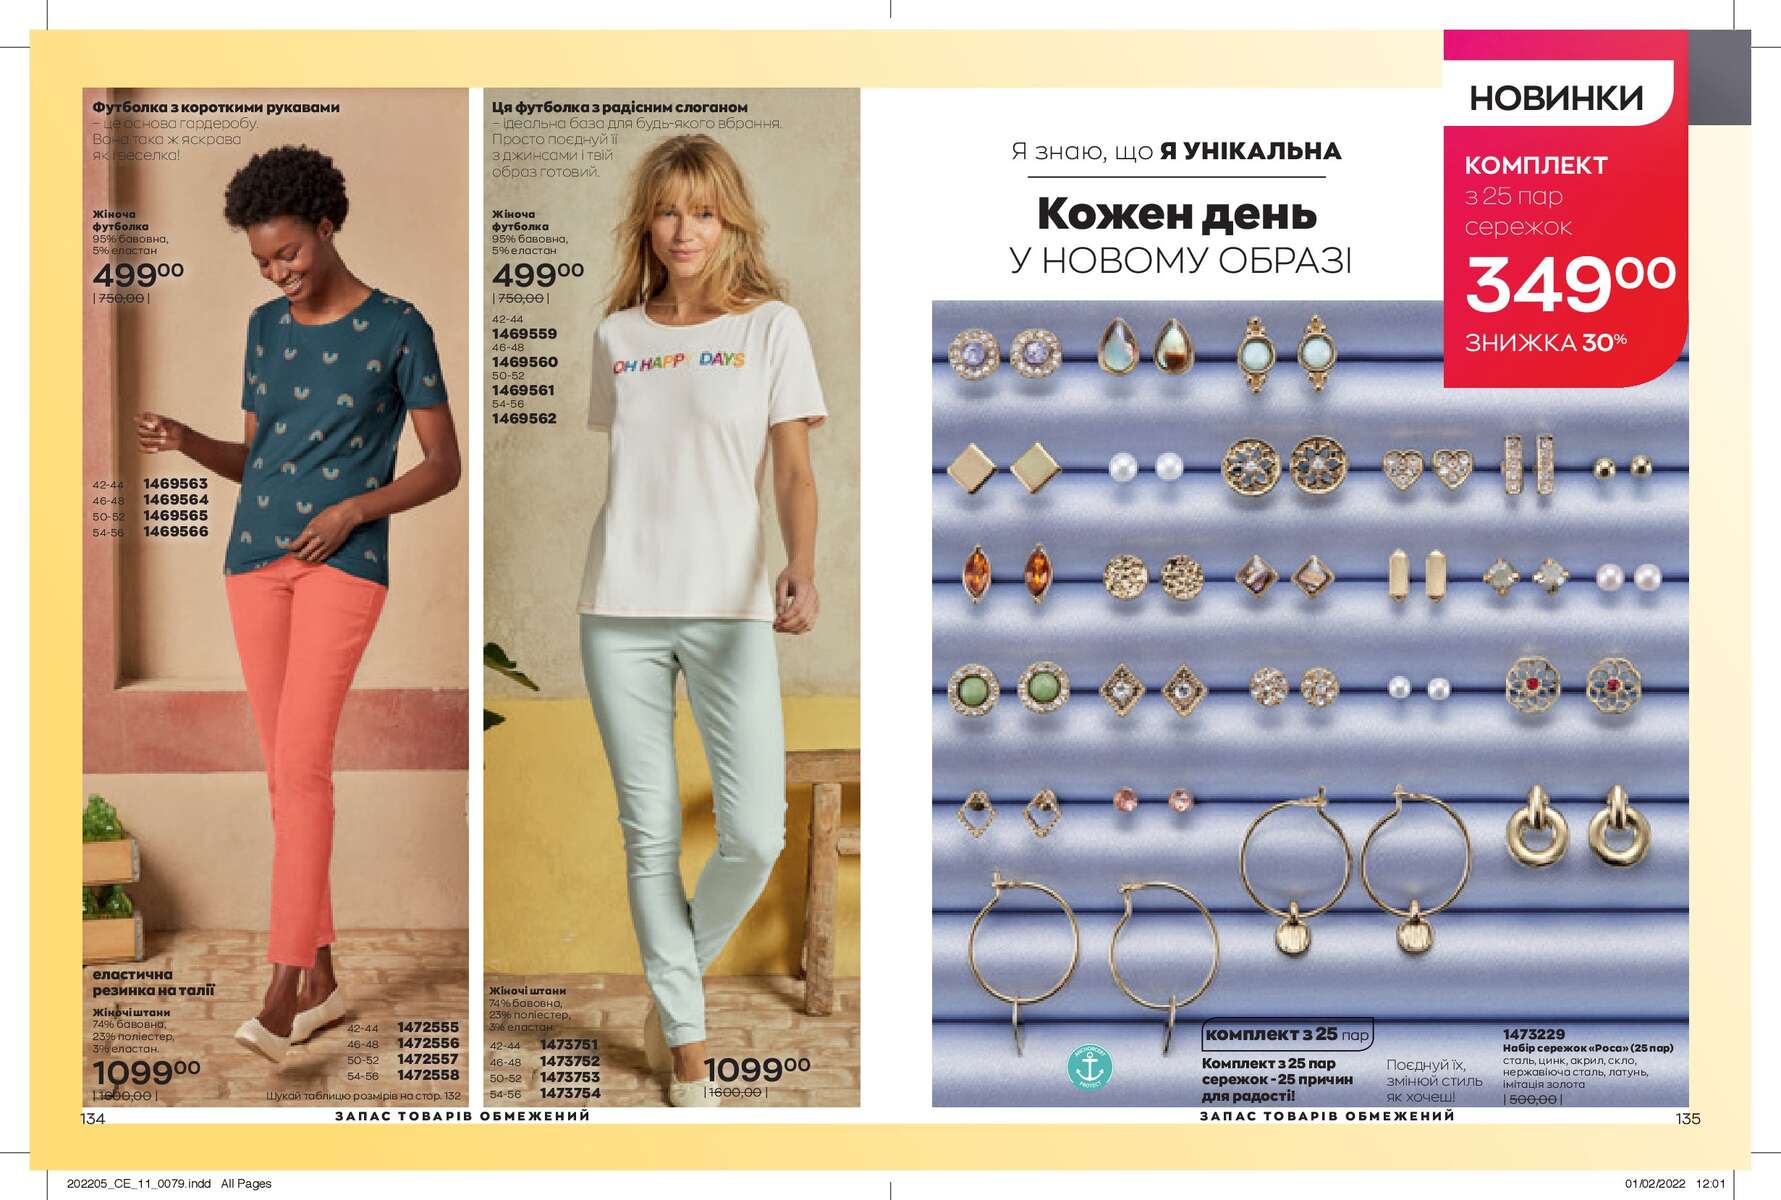 Футболка з короткими рукавами
– це основа гардеробу.
Вона така ж яскрава
як і веселка!
Жіноча
футболка
95% бавовна,
5% еластан
499⁰⁰
| 750,00 |
42-44 1469563
46-48 1469564
50-52 1469565
54-56 1469566
еластична
резинка на талії
Жіночі штани
74% бавовна,
23% поліестер,
3% еластан.
1099⁰⁰
| 1600,00 |
42-44 1472555
46-48 1472556
50-52 1472557
54-56 1472558
Шукай таблицю розмірів на стор. 132
Ця футболка з радісним слоганом
– ідеальна база для будь-якого вбрання.
Просто поєднуй її
з джинсами і твій
образ готовий.
Жіноча
футболка
95% бавовна,
5% еластан
499⁰⁰
| 750,00 |
42-44
1469559
46-48
1469560
50-52
1469561
54-56
1469562
OH HAPPY DAYS
Жіночі штани
74% бавовна,
23% поліестер,
3% еластан.
42-44 1473751
46-48 1473752
50-52 1473753
54-56 1473754
1099⁰⁰
| 1600,00 |
134
ЗАПАС ТОВАРІВ ОБМЕЖЕНИЙ
Я знаю, що Я УНІКАЛЬНА
Кожен день
У НОВОМУ ОБРАЗІ
НОВИНКИ
КОМПЛЕКТ
з 25 пар
сережок
349⁰⁰
ЗНИЖКА 30%
ANCHORCERT
PROTECT
комплект з 25 пар
Комплект з 25 пар
сережок - 25 причин
для радості!
Поєднуй їх,
змінюй стиль
як хочеш!
1473229
Набір сережок «Роса» (25 пар)
сталь, цинк, акрил, скло,
нержавіюча сталь, латунь,
імітація золота
| 500,00 |
ЗАПАС ТОВАРІВ ОБМЕЖЕНИЙ
135
202205_CE_11_0079.indd All Pages
01/02/2022 12:01